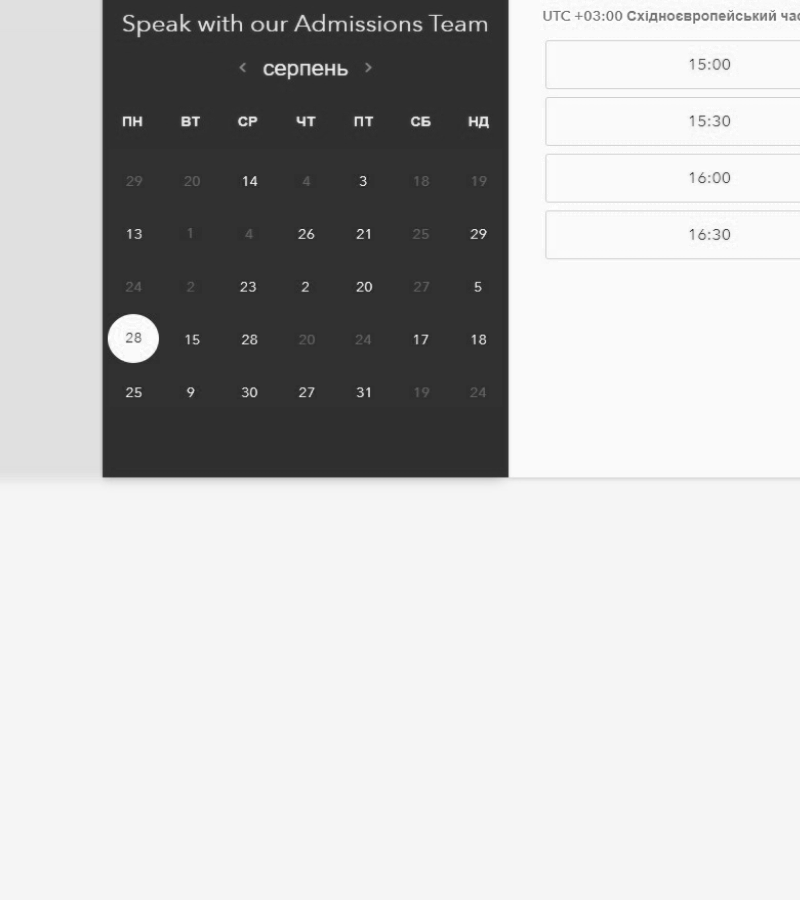 Speak with our Admissions Team
‹ серпень ›
ПН ВТ СР ЧТ ПТ СБ НД
29 20 14 4 3 18 19
13 1 4 26 21 25 29
24 2 23 2 20 27 5
28 15 28 20 24 17 18
25 9 30 27 31 19 24
UTC +03:00 Східноєвропейський
15:00
15:30
16:00
16:30